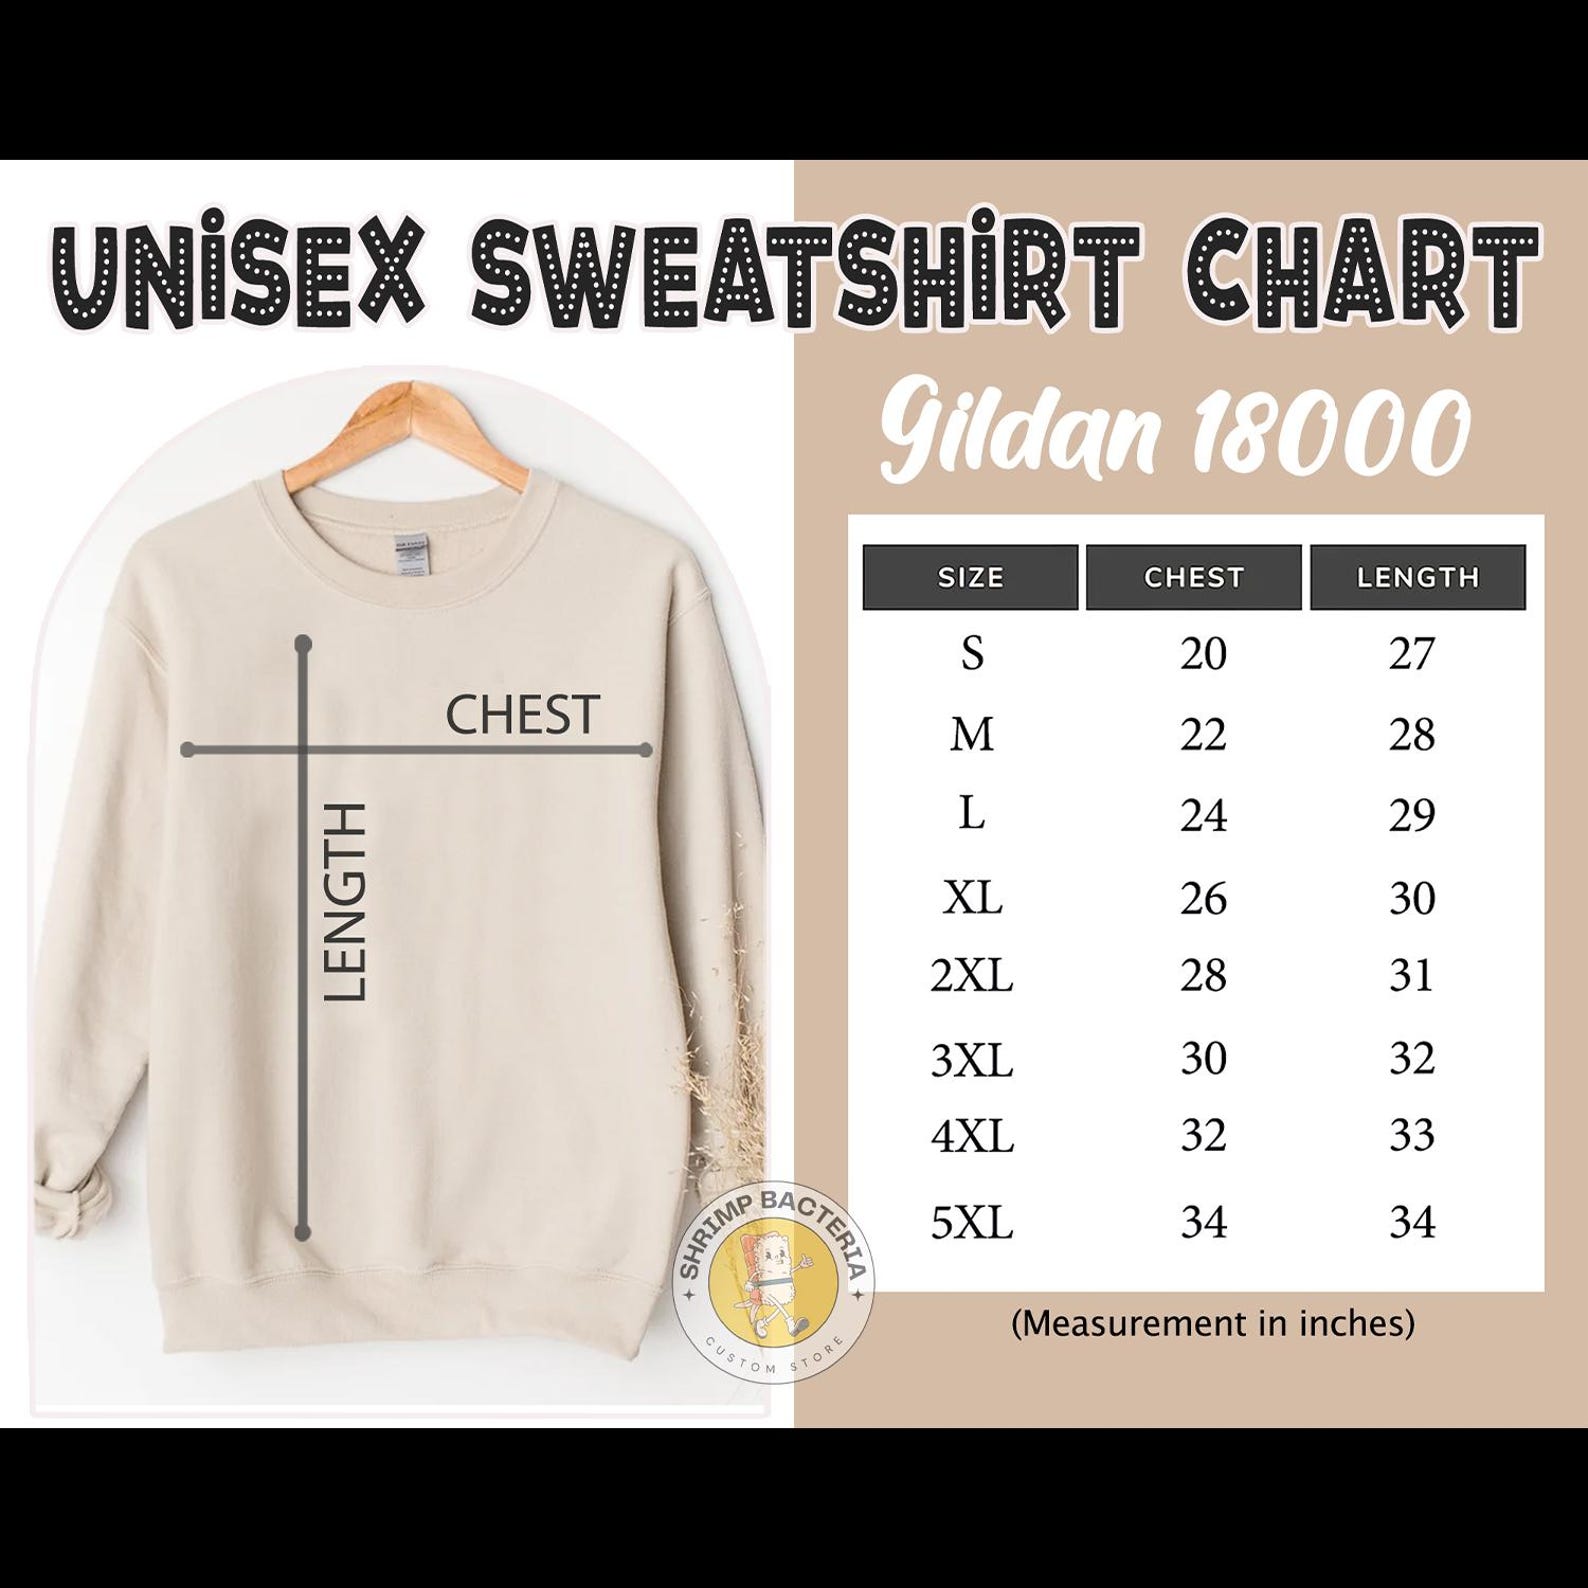 UNiSEX SWEATSHiRT CHART
Gildan 18000
CHEST
LENGTH
SIZE CHEST LENGTH
S 20 27
M 22 28
L 24 29
XL 26 30
2XL 28 31
3XL 30 32
4XL 32 33
5XL 34 34
(Measurement in inches)
SHRIMP BACTERIA
CUSTOM STORE